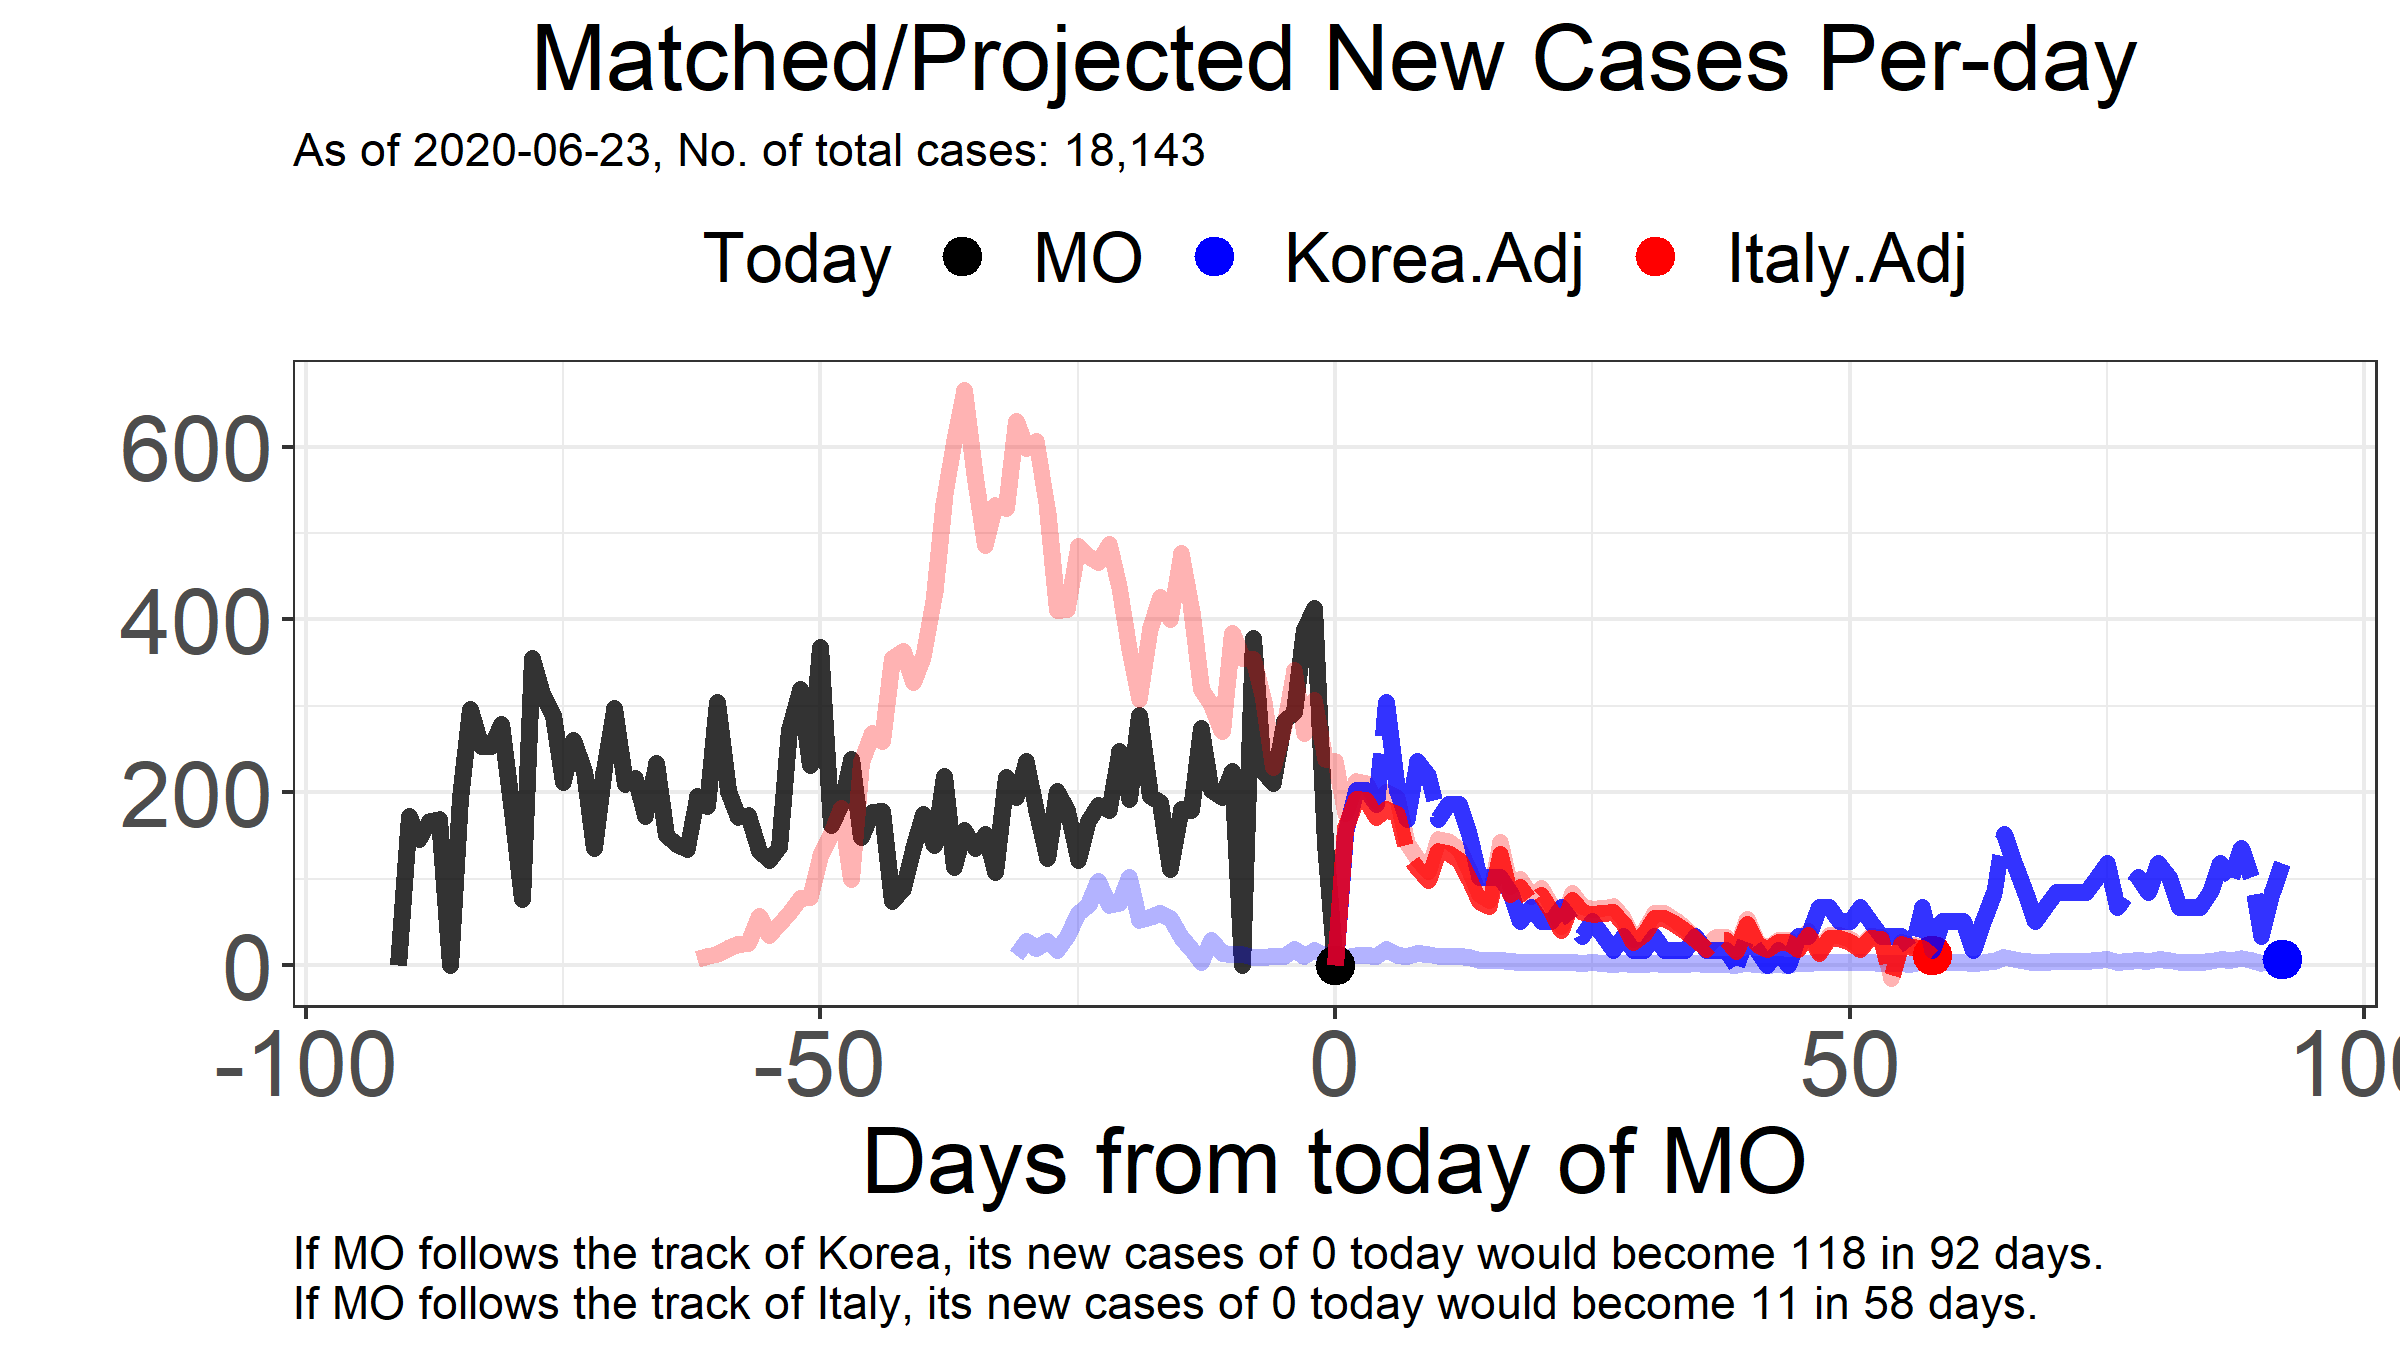 Matched/Projected New Cases Per-day
As of 2020-06-23, No. of total cases: 18,143
Today MO Korea.Adj Italy.Adj
600
400
200
0
-100 -50 0 50 100
Days from today of MO
If MO follows the track of Korea, its new cases of 0 today would become 118 in 92 days.
If MO follows the track of Italy, its new cases of 0 today would become 11 in 58 days.